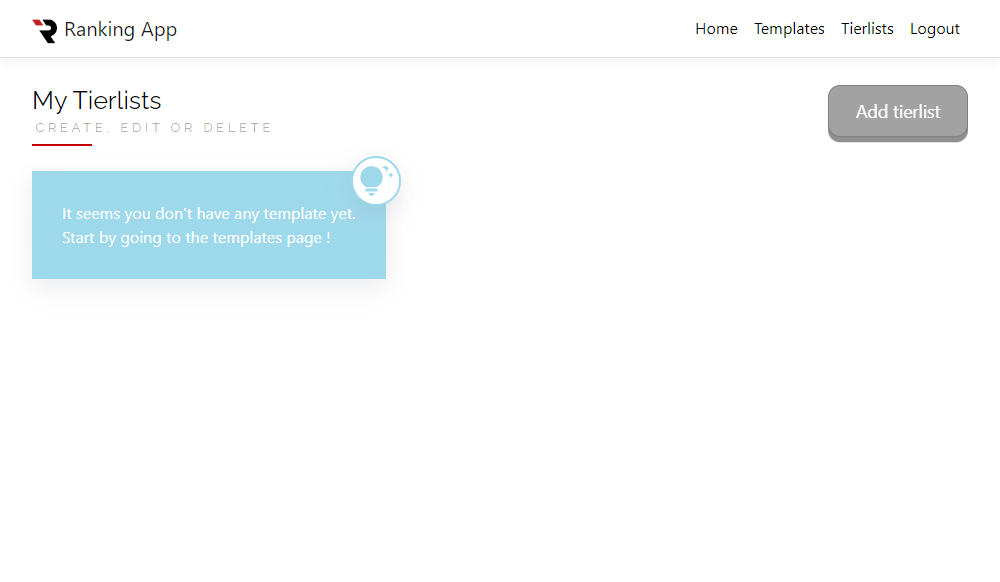 Ranking App
Home Templates Tierlists Logout
My Tierlists
CREATE, EDIT OR DELETE
Add tierlist
It seems you don't have any template yet.
Start by going to the templates page !